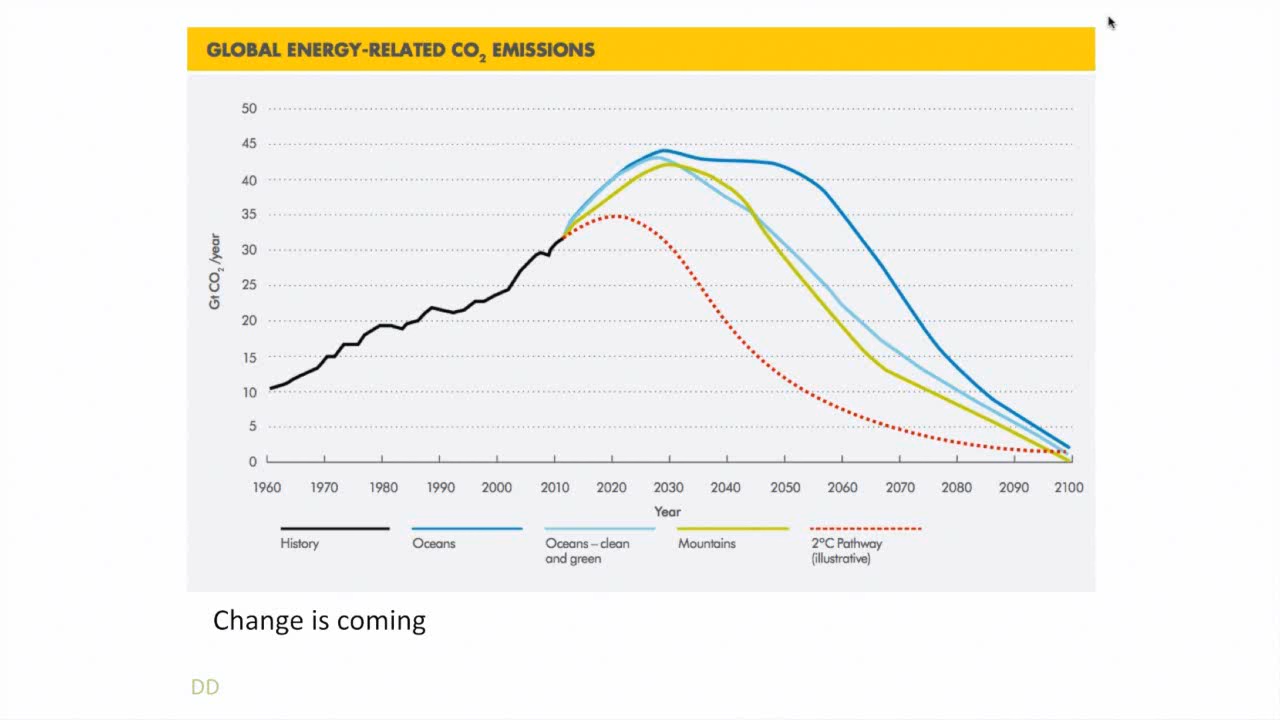 GLOBAL ENERGY-RELATED CO₂ EMISSIONS
50
45
40
35
30
25
20
15
10
5
0
Gt CO₂ /year
1960 1970 1980 1990 2000 2010 2020 2030 2040 2050 2060 2070 2080 2090 2100
Year
History
Oceans
Oceans – clean
and green
Mountains
2°C Pathway
(illustrative)
Change is coming
DD